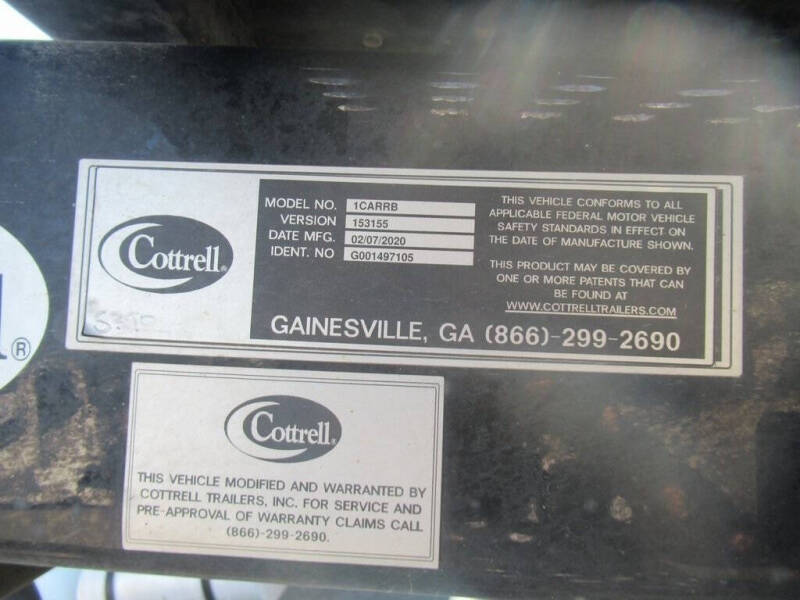 Cottrell®
MODEL NO. 1CARRB
VERSION 153155
DATE MFG. 02/07/2020
IDENT. NO G001497105
THIS VEHICLE CONFORMS TO ALL
APPLICABLE FEDERAL MOTOR VEHICLE
SAFETY STANDARDS IN EFFECT ON
THE DATE OF MANUFACTURE SHOWN.
THIS PRODUCT MAY BE COVERED BY
ONE OR MORE PATENTS THAT CAN
BE FOUND AT
WWW.COTTRELLTRAILERS.COM
GAINESVILLE, GA (866)-299-2690
l®
Cottrell®
THIS VEHICLE MODIFIED AND WARRANTED BY
COTTRELL TRAILERS, INC. FOR SERVICE AND
PRE-APPROVAL OF WARRANTY CLAIMS CALL
(866)-299-2690.